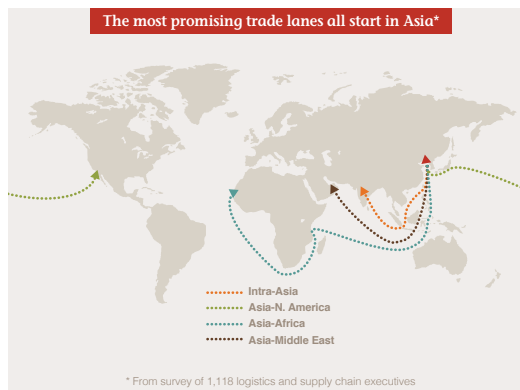 The most promising trade lanes all start in Asia*
Intra-Asia
Asia-N. America
Asia-Africa
Asia-Middle East
* From survey of 1,118 logistics and supply chain executives